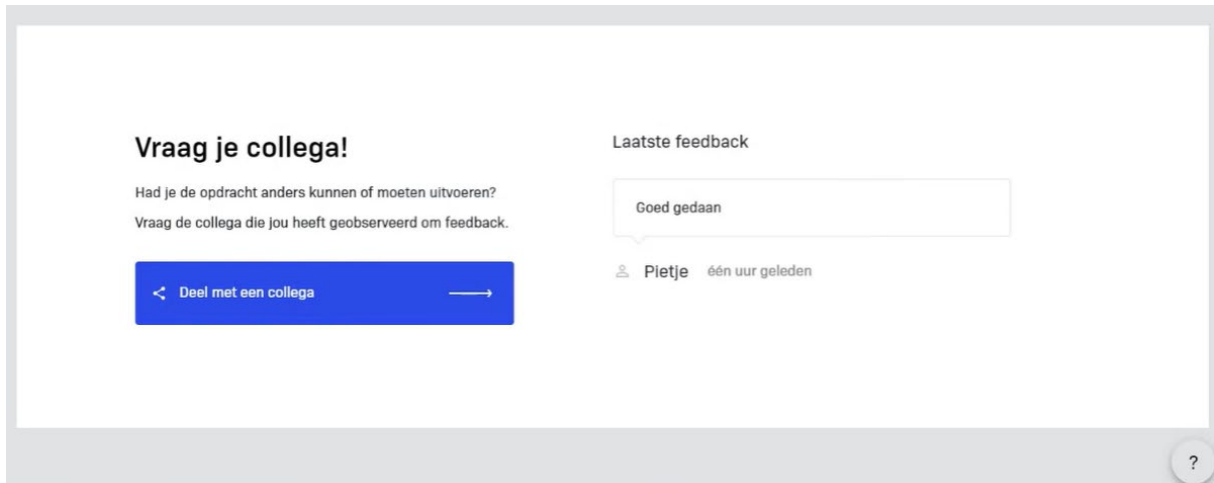 Vraag je collega!
Had je de opdracht anders kunnen of moeten uitvoeren?
Vraag de collega die jou heeft geobserveerd om feedback.
Deel met een collega
Laatste feedback
Goed gedaan
Pietje één uur geleden
?